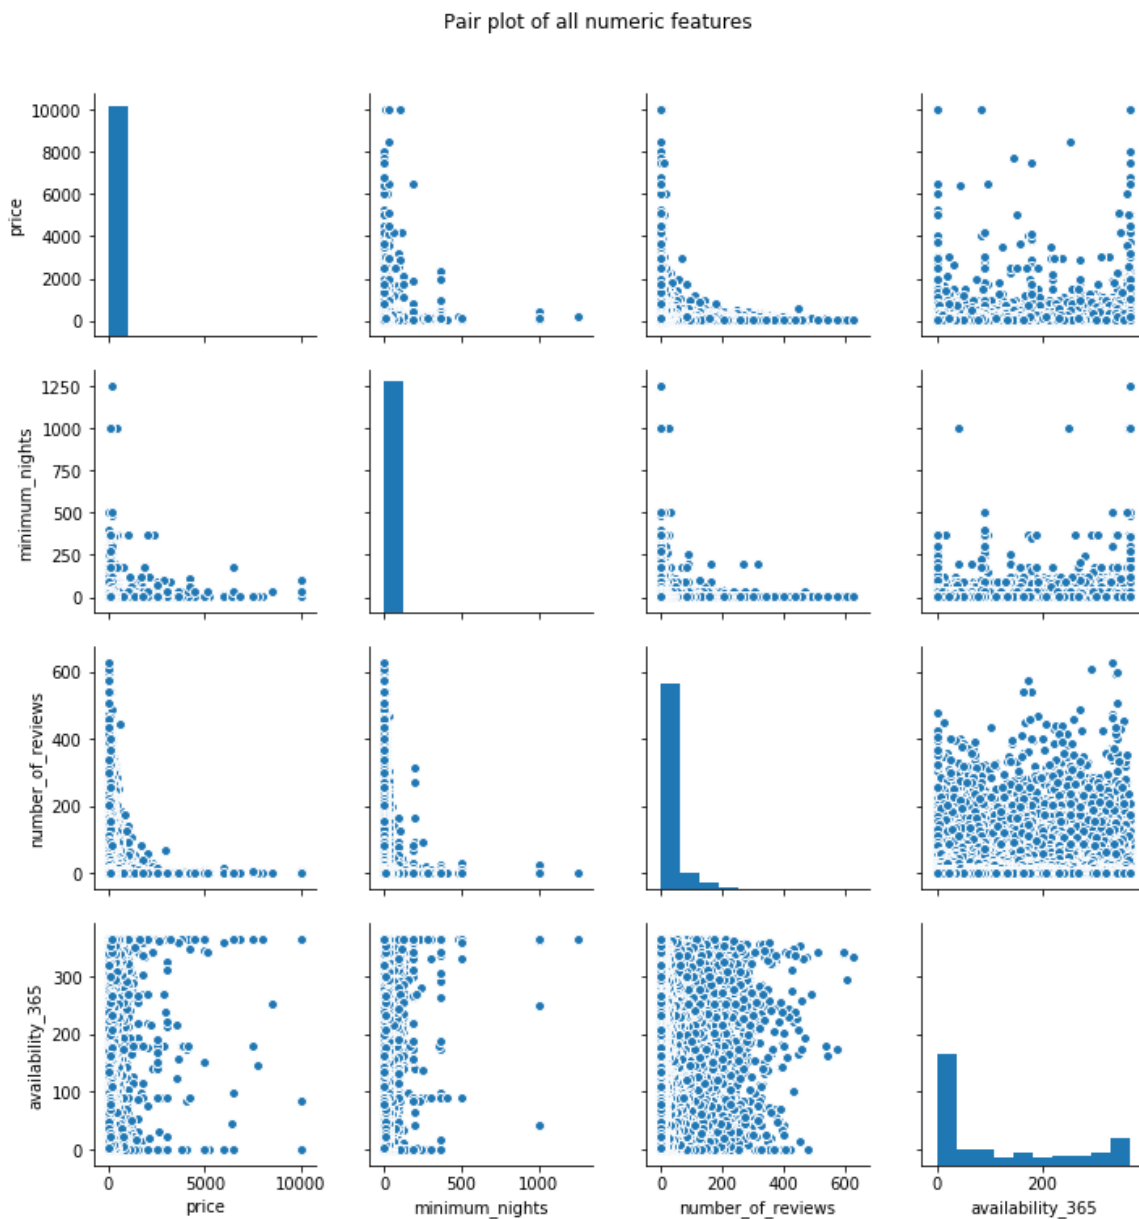 Pair plot of all numeric features
10000
8000
6000
4000
2000
0
price
1250
1000
750
500
250
0
minimum_nights
600
400
200
0
number_of_reviews
300
200
100
0
availability_365
0 5000 10000
0 500 1000
0 200 400 600
0 200
price
minimum_nights
number_of_reviews
availability_365